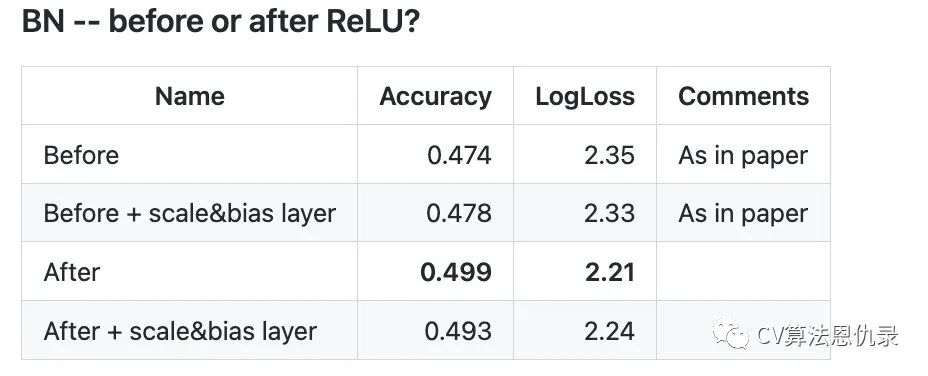 BN -- before or after ReLU?
Name Accuracy LogLoss Comments
Before 0.474 2.35 As in paper
Before + scale&bias layer 0.478 2.33 As in paper
After 0.499 2.21
After + scale&bias layer 0.493 2.24
CV算法恩仇录